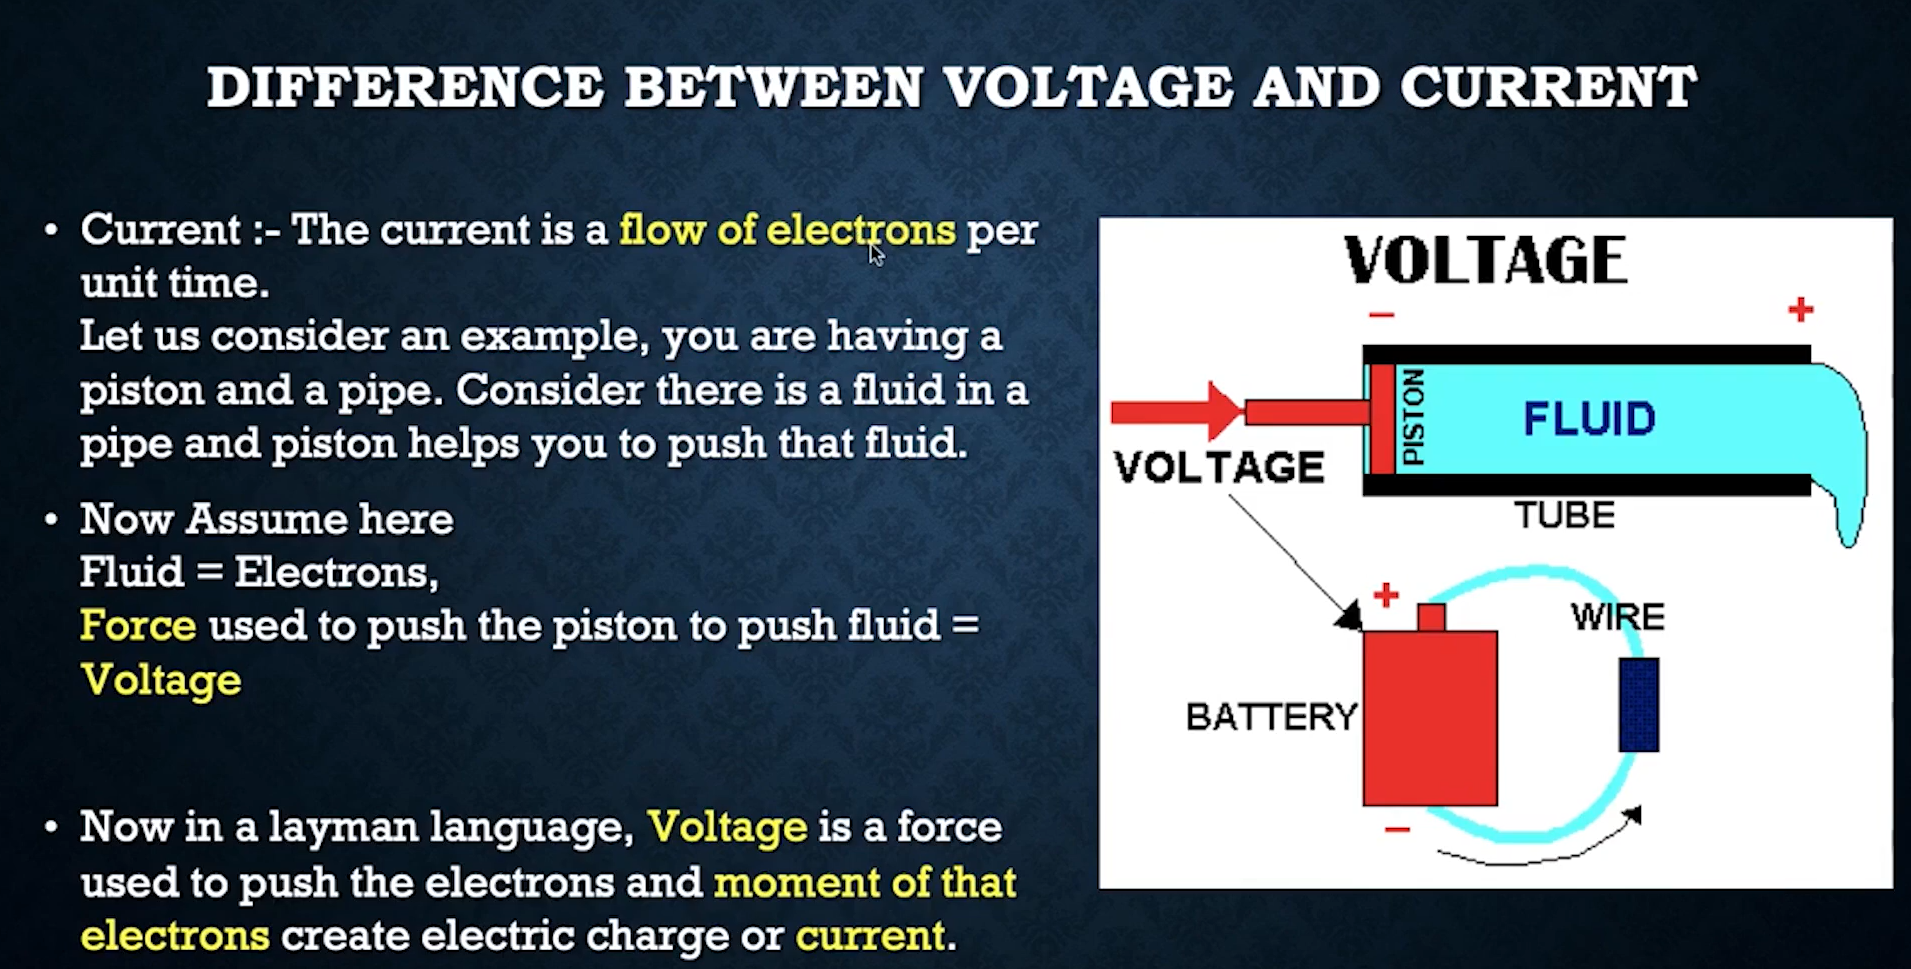 DIFFERENCE BETWEEN VOLTAGE AND CURRENT
• Current :- The current is a flow of electrons per
unit time.
Let us consider an example, you are having a
piston and a pipe. Consider there is a fluid in a
pipe and piston helps you to push that fluid.
• Now Assume here
Fluid = Electrons,
Force used to push the piston to push fluid =
Voltage
• Now in a layman language, Voltage is a force
used to push the electrons and moment of that
electrons create electric charge or current.
VOLTAGE
– +
PISTON
FLUID
VOLTAGE
TUBE
+
WIRE
BATTERY
–